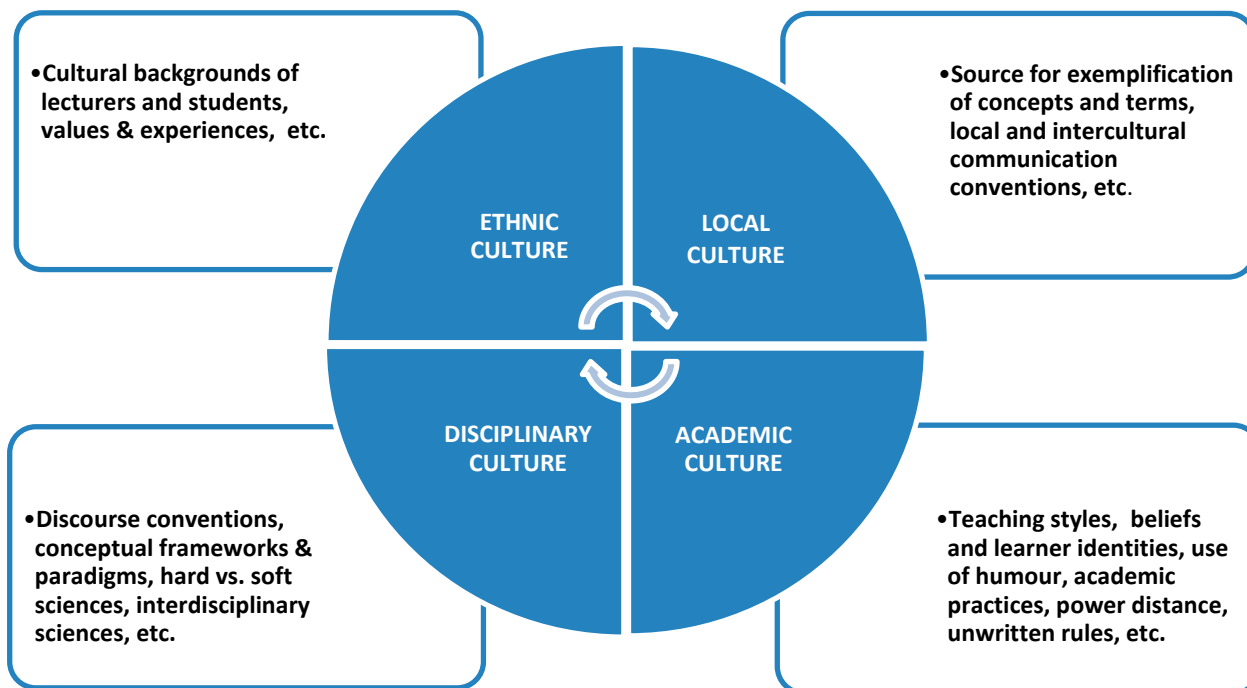 •Cultural backgrounds of
lecturers and students,
values & experiences, etc.
•Source for exemplification
of concepts and terms,
local and intercultural
communication
conventions, etc.
ETHNIC
CULTURE
LOCAL
CULTURE
DISCIPLINARY
CULTURE
ACADEMIC
CULTURE
•Discourse conventions,
conceptual frameworks &
paradigms, hard vs. soft
sciences, interdisciplinary
sciences, etc.
•Teaching styles, beliefs
and learner identities, use
of humour, academic
practices, power distance,
unwritten rules, etc.